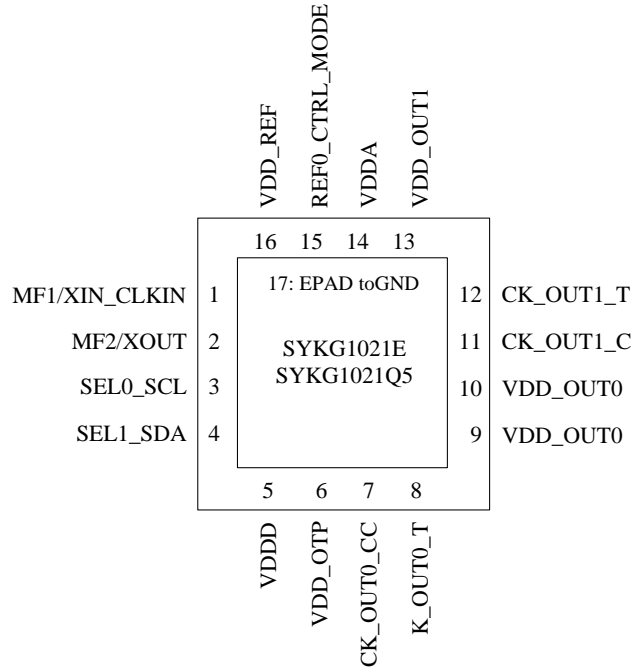 VDD_REF
REF0_CTRL_MODE
VDDA
VDD_OUT1
16 15 14 13
17: EPAD toGND
MF1/XIN_CLKIN 1
MF2/XOUT 2
SEL0_SCL 3
SEL1_SDA 4
SYKG1021E
SYKG1021Q5
12 CK_OUT1_T
11 CK_OUT1_C
10 VDD_OUT0
9 VDD_OUT0
5 6 7 8
VDDD
VDD_OTP
CK_OUT0_CC
K_OUT0_T